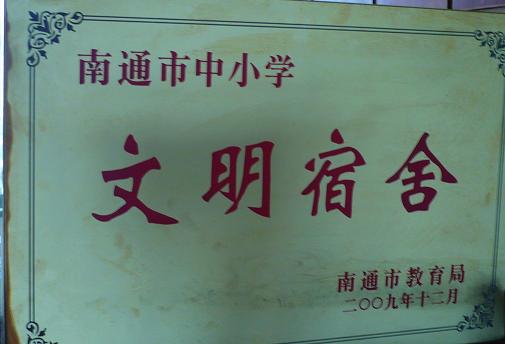 南通市中小学
文明宿舍
南通市教育局
二〇〇九年十二月